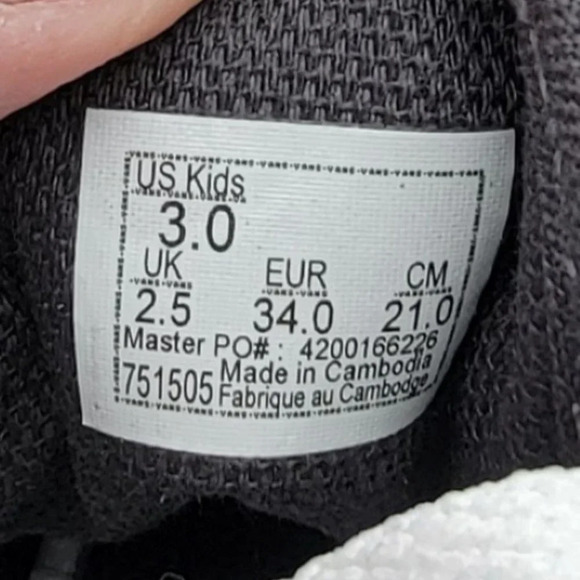 US Kids
3.0
UK EUR CM
2.5 34.0 21.0
Master PO# : 4200166226
751505 Made in Cambodia
Fabrique au Cambodge